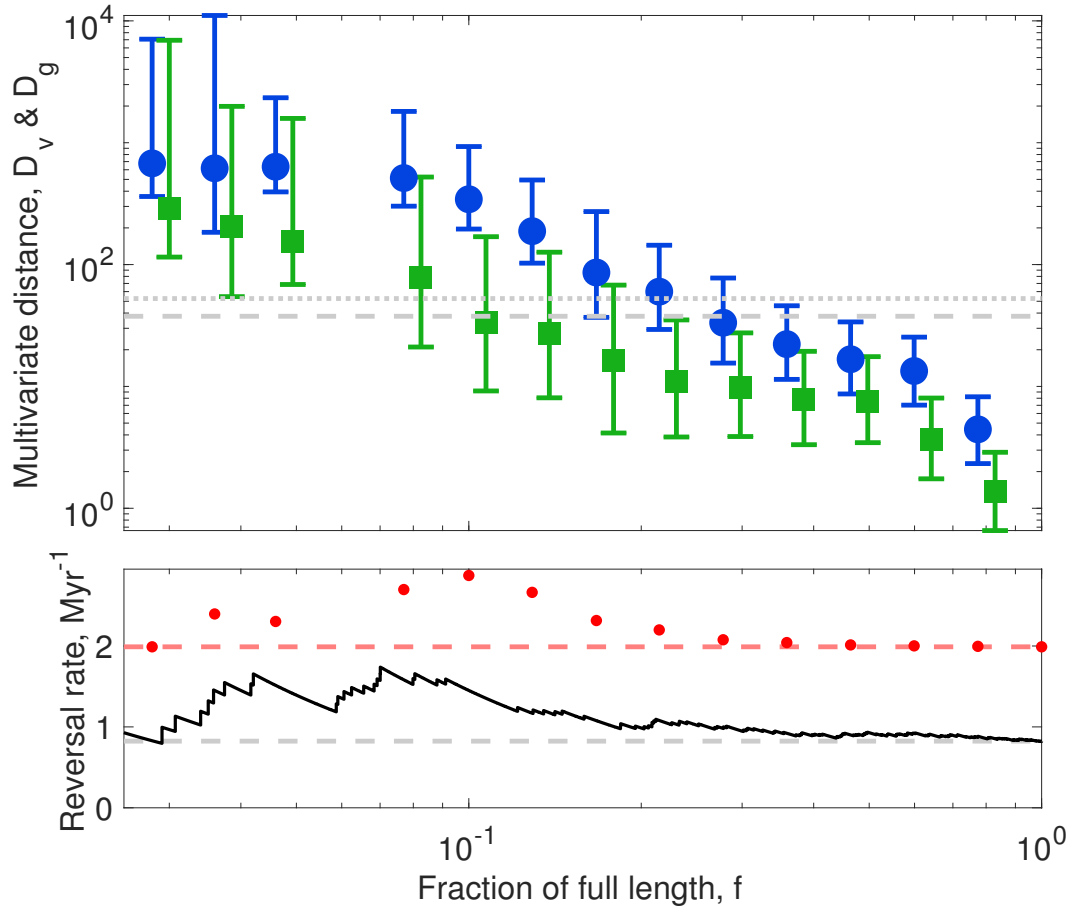 Multivariate distance, D_v & D_g
10^4
10^2
10^0
Reversal rate, Myr^-1
2
1
0
10^-1
10^0
Fraction of full length, f